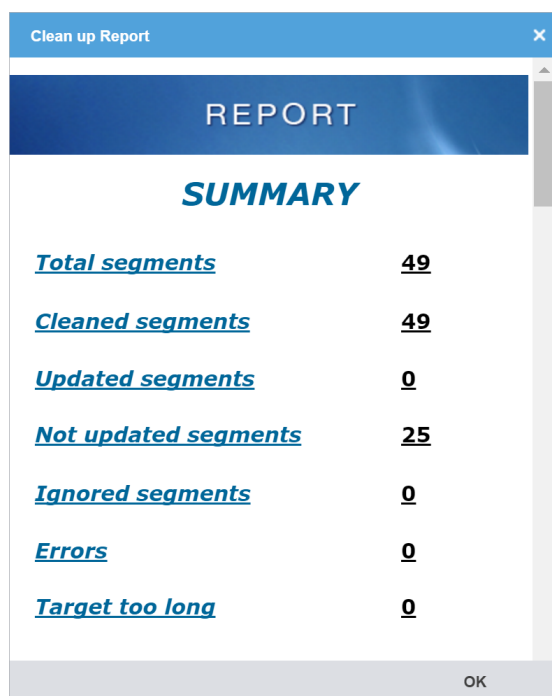 Clean up Report
REPORT
SUMMARY
Total segments 49
Cleaned segments 49
Updated segments 0
Not updated segments 25
Ignored segments 0
Errors 0
Target too long 0
OK